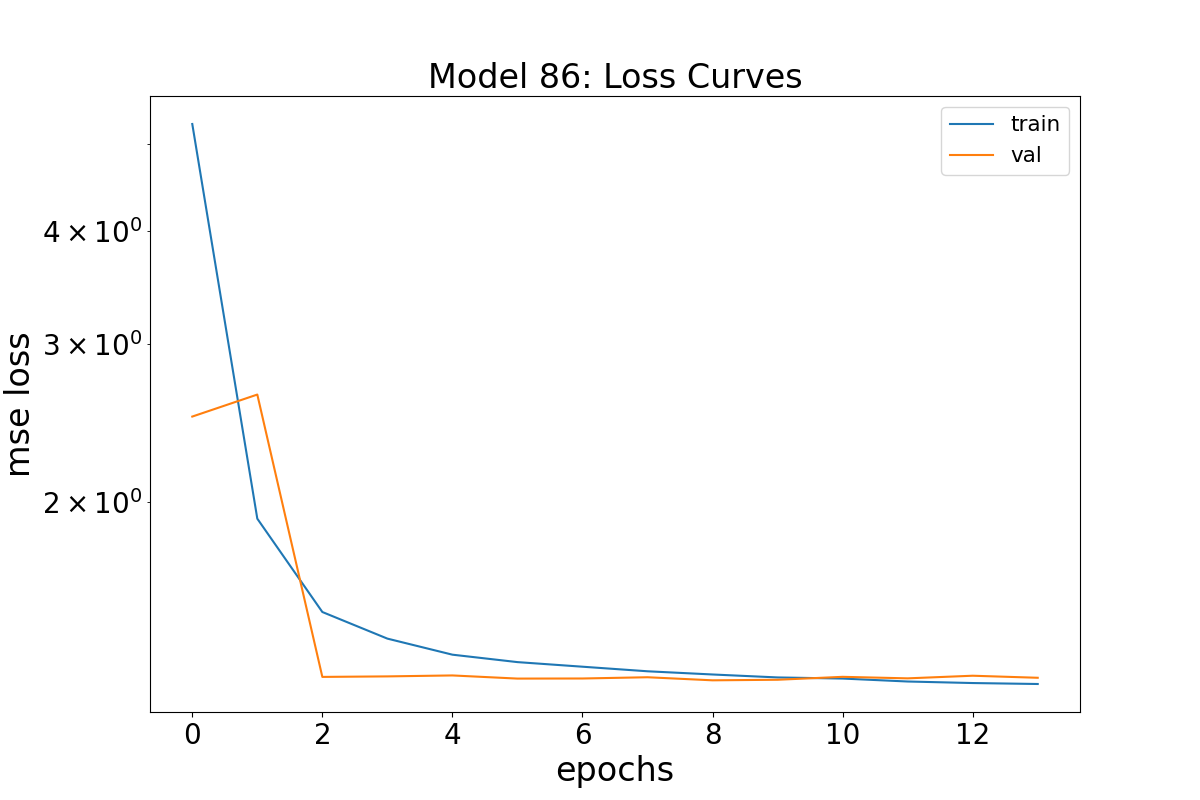 Model 86: Loss Curves
train
val
4 × 10⁰
3 × 10⁰
2 × 10⁰
mse loss
0 2 4 6 8 10 12
epochs